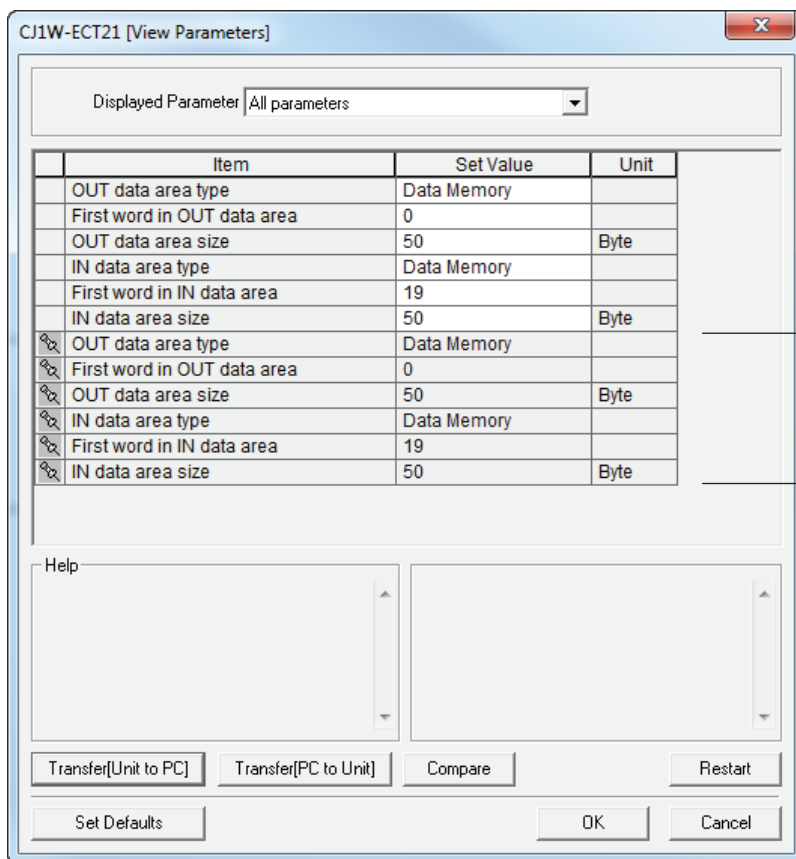 CJ1W-ECT21 [View Parameters]
Displayed Parameter All parameters
Item Set Value Unit
OUT data area type Data Memory
First word in OUT data area 0
OUT data area size 50 Byte
IN data area type Data Memory
First word in IN data area 19
IN data area size 50 Byte
OUT data area type Data Memory
First word in OUT data area 0
OUT data area size 50 Byte
IN data area type Data Memory
First word in IN data area 19
IN data area size 50 Byte
Help
Transfer[Unit to PC] Transfer[PC to Unit] Compare Restart
Set Defaults OK Cancel